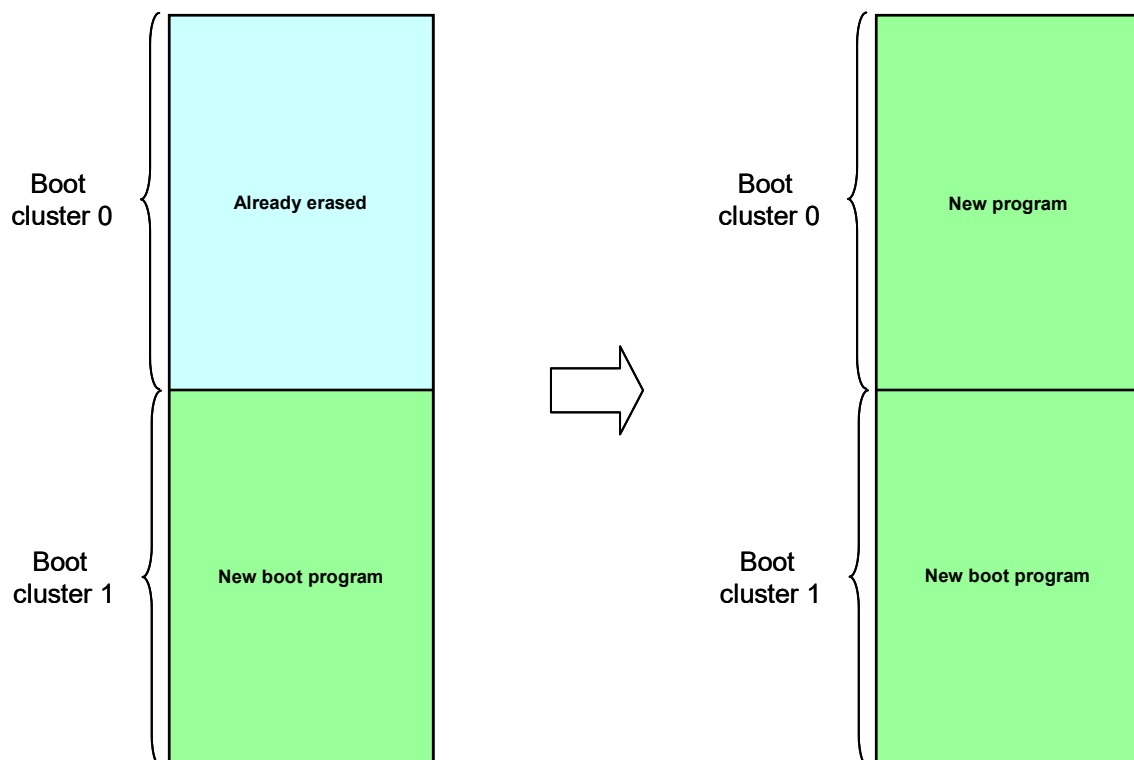 Boot
cluster 0
Already erased
Boot
cluster 1
New boot program
Boot
cluster 0
New program
Boot
cluster 1
New boot program